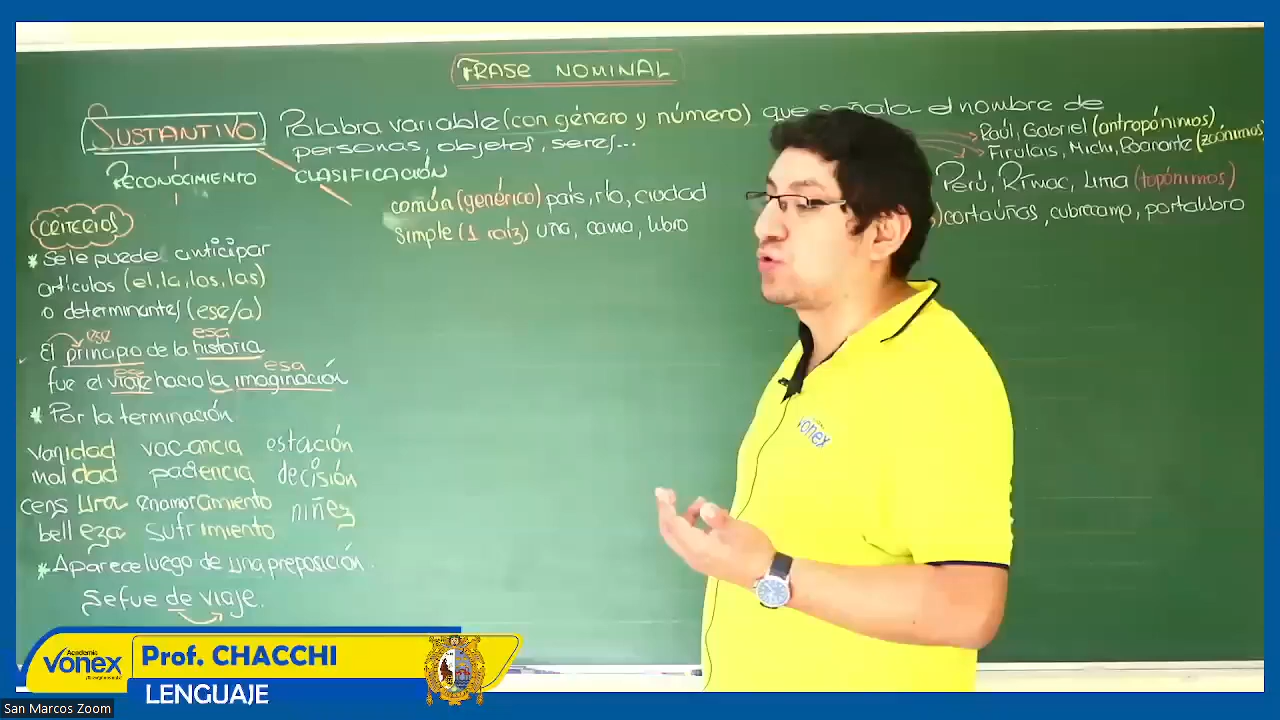 FRASE NOMINAL
SUSTANTIVO
Palabra variable (con género y número) que señala el nombre de
personas, objetos, seres...
Raúl, Gabriel (antropónimos)
Firulais, Michi, (zoónimos)
RECONOCIMIENTO
CLASIFICACIÓN
Perú, Rímac, Lima (topónimos)
común (genérico) país, río, ciudad
cortaúñas, cubrecama, portalibro
simple (1 raíz) uña, cama, libro
CRITERIOS
* Se le puede anticipar
artículos (el, la, los, las)
o determinantes (ese/a)
ese esa
El principio de la historia
ese esa
fue el viaje hacia la imaginación
* Por la terminación
vanidad vacancia estación
maldad paciencia decisión
censura enamoramiento niñez
belleza sufrimiento
* Aparece luego de una preposición.
Se fue de viaje.
Academia
vonex
Prof. CHACCHI
LENGUAJE
San Marcos Zoom
vonex